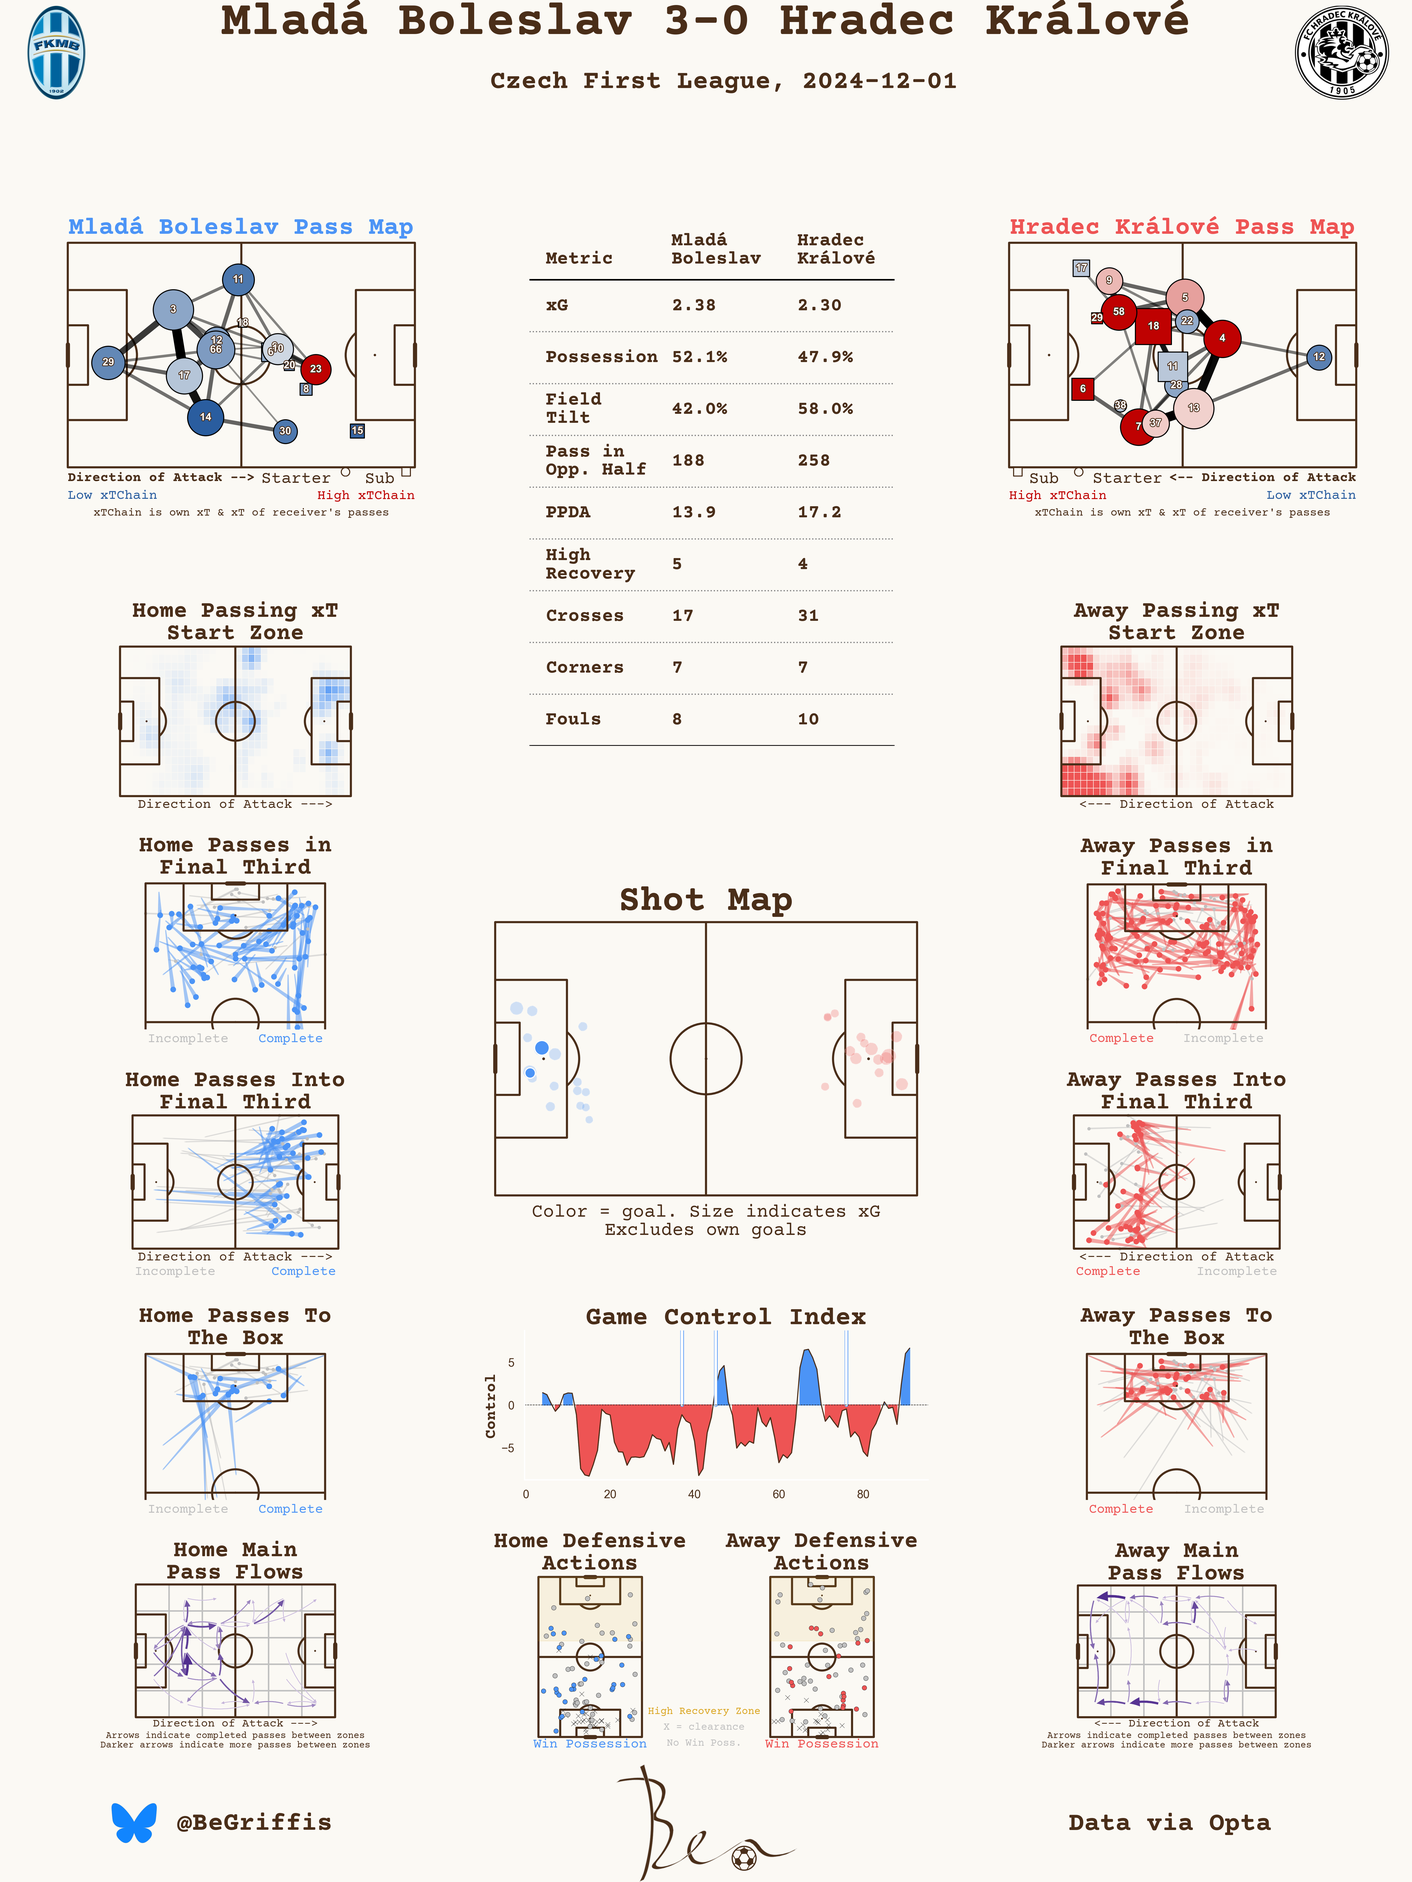 Mladá Boleslav 3-0 Hradec Králové
Czech First League, 2024-12-01
FKMB
1902
FC HRADEC KRÁLOVÉ
1905
Mladá Boleslav Pass Map
11
3
18
12
66
6
10
29
20
17
23
8
14
30
15
Direction of Attack -->
Starter
Sub
Low xTChain
High xTChain
xTChain is own xT & xT of receiver's passes
Metric
Mladá Boleslav
Hradec Králové
xG 2.38 2.30
Possession 52.1% 47.9%
Field Tilt 42.0% 58.0%
Pass in Opp. Half 188 258
PPDA 13.9 17.2
High Recovery 5 4
Crosses 17 31
Corners 7 7
Fouls 8 10
Hradec Králové Pass Map
17
9
5
29
58
18
22
4
12
11
6
28
38
13
7
37
Sub
Starter
<-- Direction of Attack
High xTChain
Low xTChain
xTChain is own xT & xT of receiver's passes
Home Passing xT
Start Zone
Direction of Attack --->
Away Passing xT
Start Zone
<--- Direction of Attack
Home Passes in
Final Third
Incomplete
Complete
Away Passes in
Final Third
Complete
Incomplete
Shot Map
Color = goal. Size indicates xG
Excludes own goals
Home Passes Into
Final Third
Direction of Attack --->
Incomplete
Complete
Away Passes Into
Final Third
<--- Direction of Attack
Complete
Incomplete
Home Passes To
The Box
Incomplete
Complete
Game Control Index
Control
5
0
−5
0
20
40
60
80
Away Passes To
The Box
Complete
Incomplete
Home Main
Pass Flows
Direction of Attack --->
Arrows indicate completed passes between zones
Darker arrows indicate more passes between zones
Home Defensive
Actions
Win Possession
High Recovery Zone
X = clearance
No Win Poss.
Away Defensive
Actions
Win Possession
Away Main
Pass Flows
<--- Direction of Attack
Arrows indicate completed passes between zones
Darker arrows indicate more passes between zones
@BeGriffis
Ben
Data via Opta